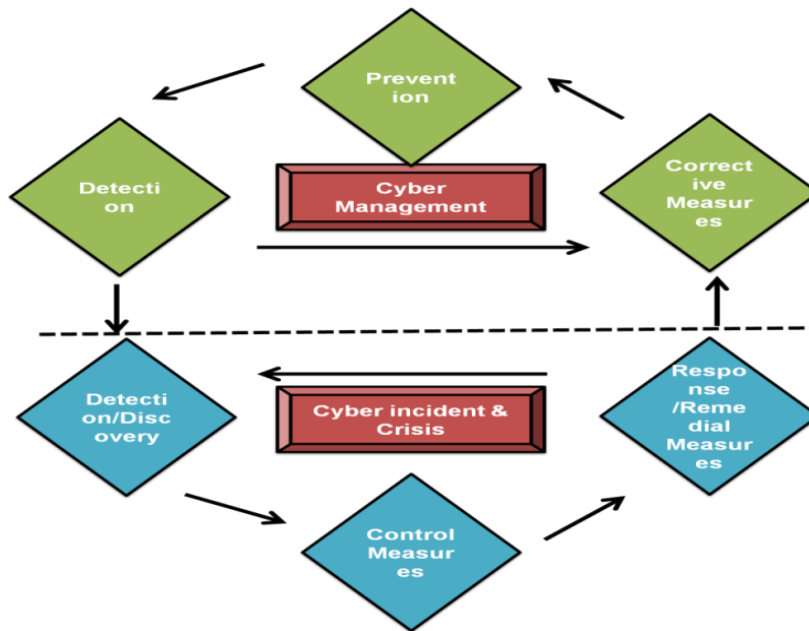 Prevent
ion
Detecti
on
Cyber
Management
Correct
ive
Measur
es
Detecti
on/Disc
overy
Cyber incident &
Crisis
Respo
n
/Reme
dial
Measur
es
Control
Measur
es